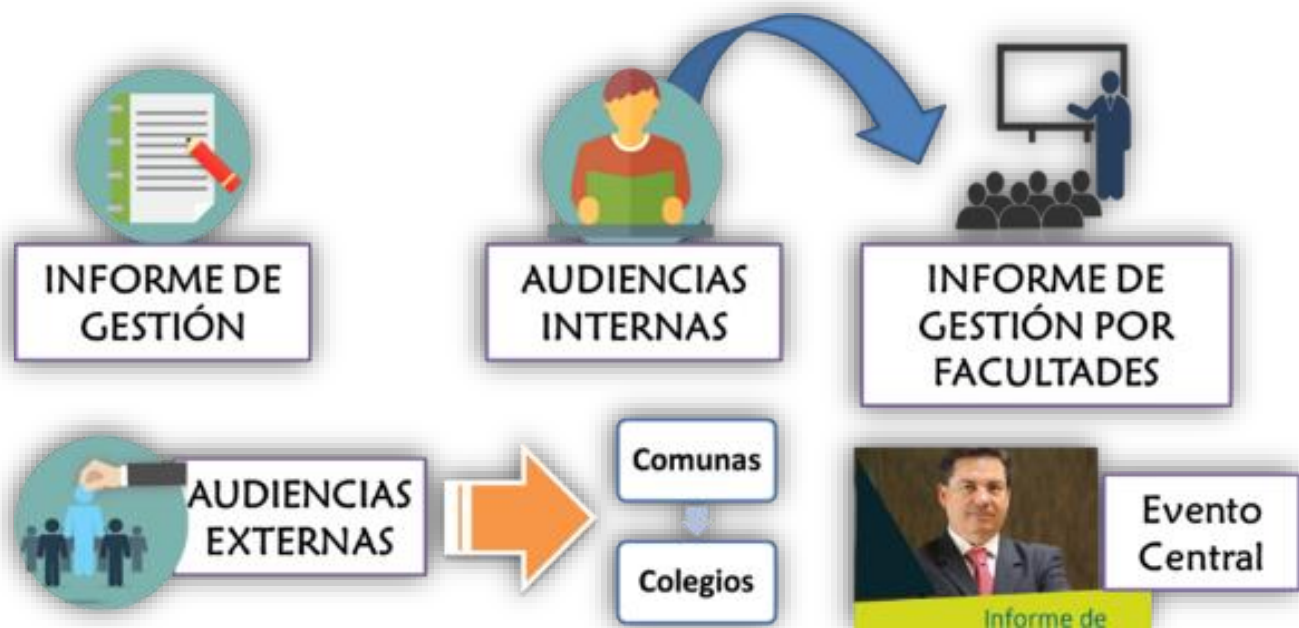 INFORME DE
GESTIÓN
AUDIENCIAS
INTERNAS
INFORME DE
GESTIÓN POR
FACULTADES
AUDIENCIAS
EXTERNAS
Comunas
Colegios
Evento
Central
Informe de